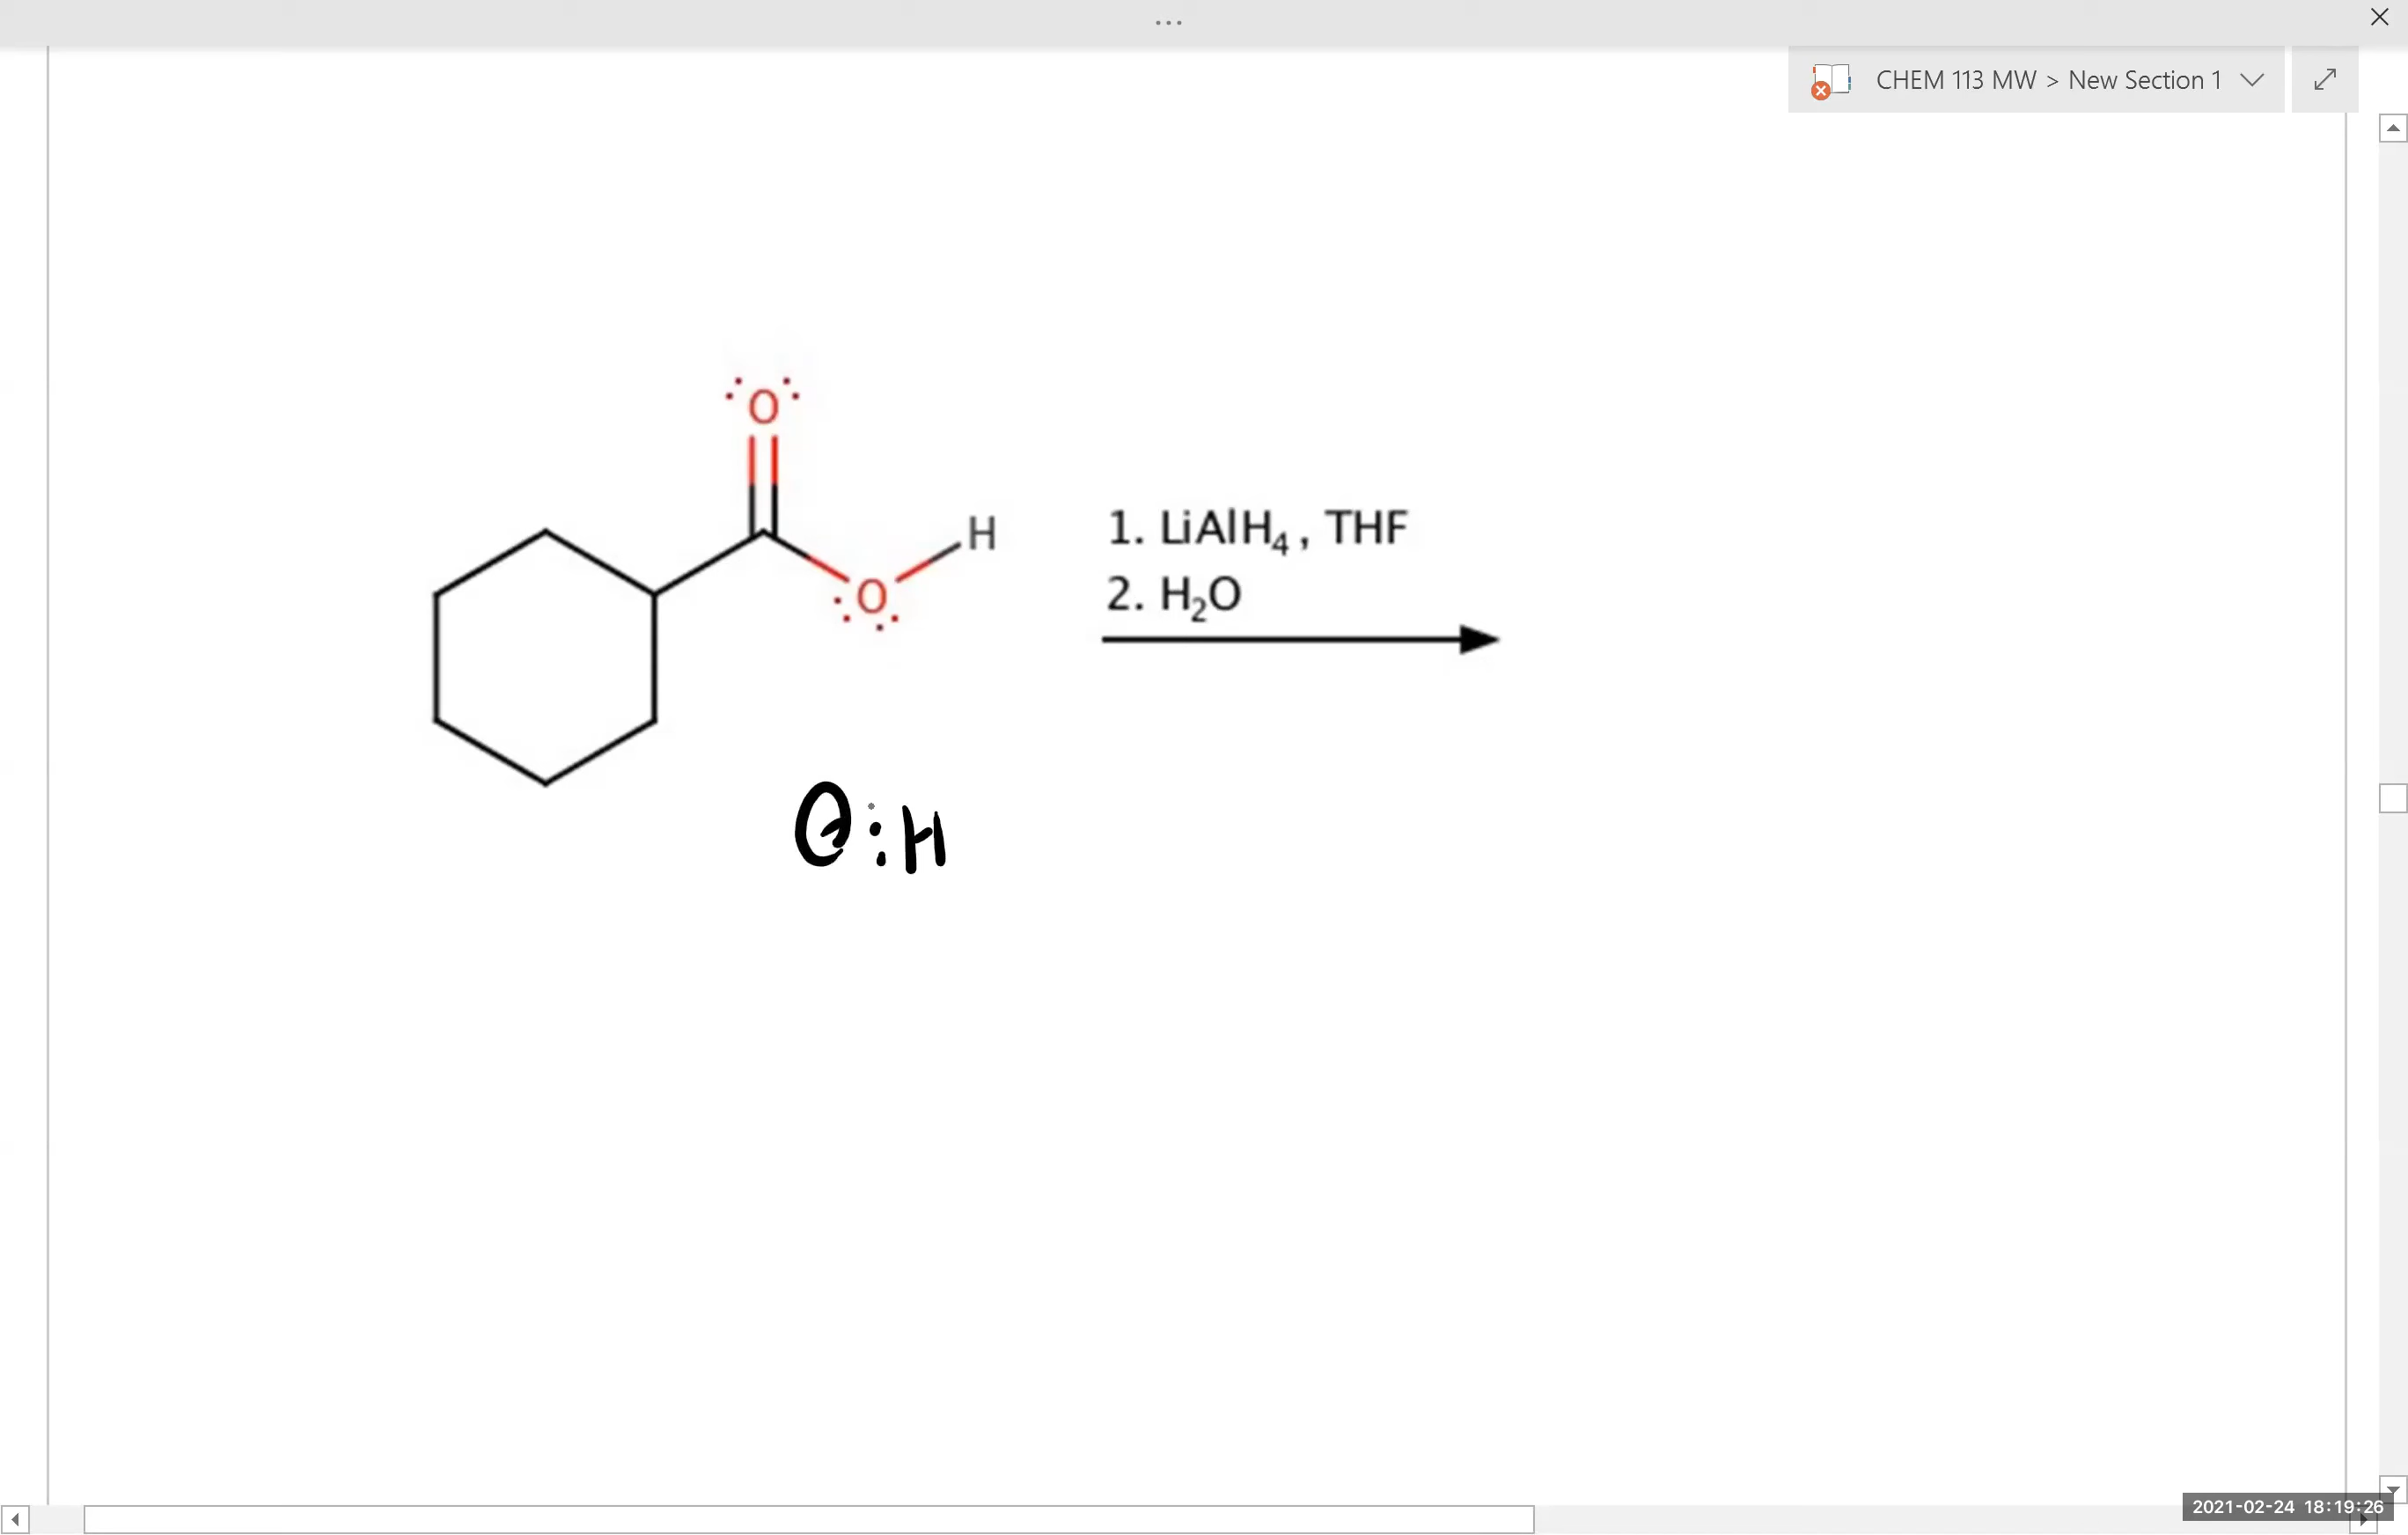 ...
CHEM 113 MW > New Section 1
O
H
O
1. LiAlH₄, THF
2. H₂O
⊖:H
2021-02-24 18:19:26